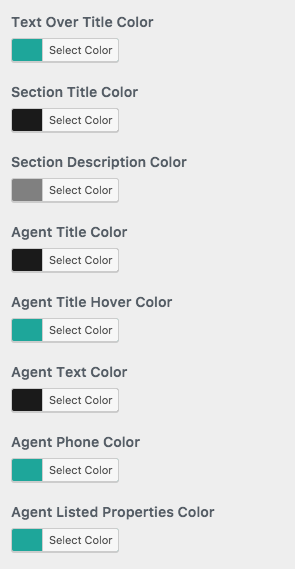 Text Over Title Color
Select Color
Section Title Color
Select Color
Section Description Color
Select Color
Agent Title Color
Select Color
Agent Title Hover Color
Select Color
Agent Text Color
Select Color
Agent Phone Color
Select Color
Agent Listed Properties Color
Select Color